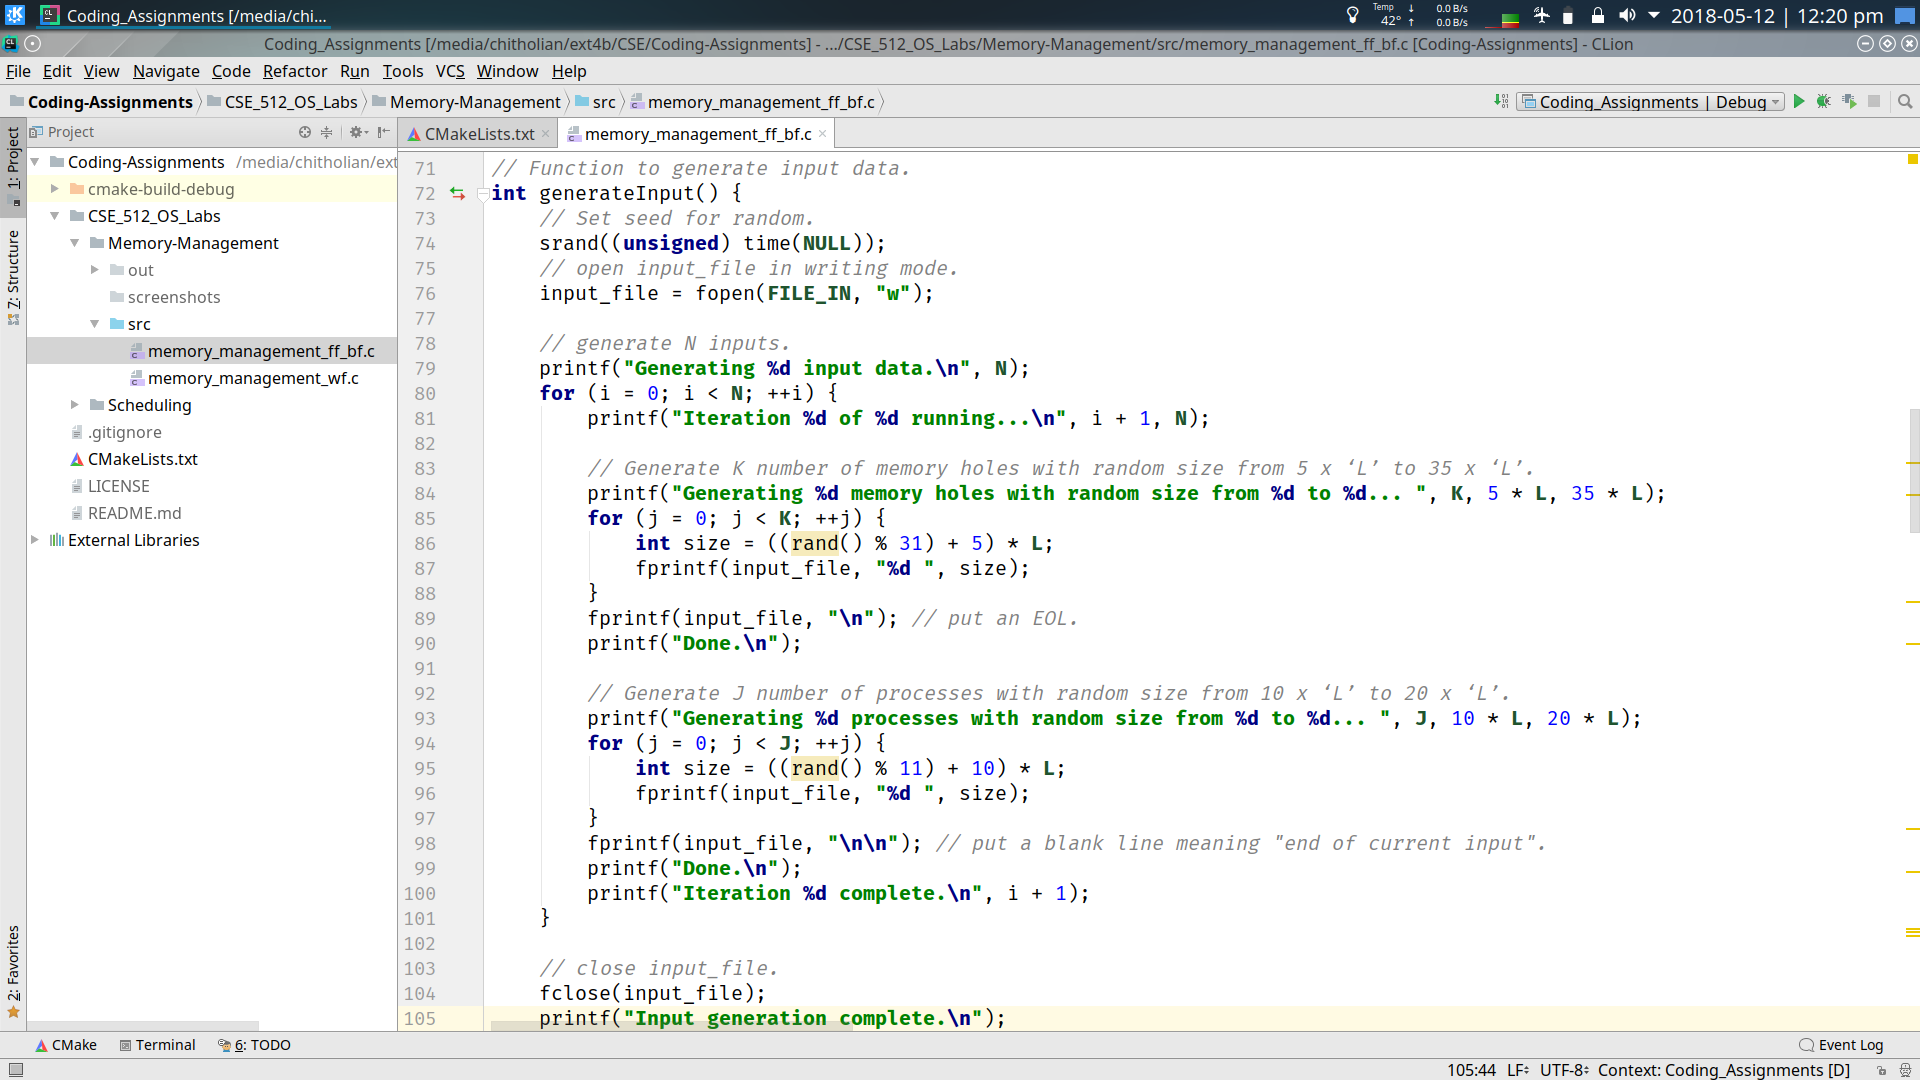 Coding_Assignments [/media/chi...
Temp 42° ↓ ↑ 0.0 B/s 0.0 B/s
2018-05-12 | 12:20 pm
Coding_Assignments [/media/chitholian/ext4b/CSE/Coding-Assignments] - .../CSE_512_OS_Labs/Memory-Management/src/memory_management_ff_bf.c [Coding-Assignments] - CLion
File Edit View Navigate Code Refactor Run Tools VCS Window Help
Coding-Assignments CSE_512_OS_Labs Memory-Management src memory_management_ff_bf.c
Coding_Assignments | Debug
1: Project
7: Structure
2: Favorites
Project
Coding-Assignments /media/chitholian/ext
cmake-build-debug
CSE_512_OS_Labs
Memory-Management
out
screenshots
src
memory_management_ff_bf.c
memory_management_wf.c
Scheduling
.gitignore
CMakeLists.txt
LICENSE
README.md
External Libraries
CMakeLists.txt memory_management_ff_bf.c
71 // Function to generate input data.
72 int generateInput() {
73     // Set seed for random.
74     srand((unsigned) time(NULL));
75     // open input_file in writing mode.
76     input_file = fopen(FILE_IN, "w");
77
78     // generate N inputs.
79     printf("Generating %d input data.\n", N);
80     for (i = 0; i < N; ++i) {
81         printf("Iteration %d of %d running...\n", i + 1, N);
82
83         // Generate K number of memory holes with random size from 5 x ‘L’ to 35 x ‘L’.
84         printf("Generating %d memory holes with random size from %d to %d... ", K, 5 * L, 35 * L);
85         for (j = 0; j < K; ++j) {
86             int size = ((rand() % 31) + 5) * L;
87             fprintf(input_file, "%d ", size);
88         }
89         fprintf(input_file, "\n"); // put an EOL.
90         printf("Done.\n");
91
92         // Generate J number of processes with random size from 10 x ‘L’ to 20 x ‘L’.
93         printf("Generating %d processes with random size from %d to %d... ", J, 10 * L, 20 * L);
94         for (j = 0; j < J; ++j) {
95             int size = ((rand() % 11) + 10) * L;
96             fprintf(input_file, "%d ", size);
97         }
98         fprintf(input_file, "\n\n"); // put a blank line meaning "end of current input".
99         printf("Done.\n");
100         printf("Iteration %d complete.\n", i + 1);
101     }
102
103     // close input_file.
104     fclose(input_file);
105     printf("Input generation complete.\n");
CMake Terminal 6: TODO Event Log
105:44 LF UTF-8 Context: Coding_Assignments [D]